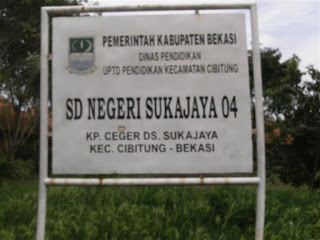 PEMERINTAH KABUPATEN BEKASI
DINAS PENDIDIKAN
UPTD PENDIDIKAN KECAMATAN CIBITUNG
SD NEGERI SUKAJAYA 04
KP. CEGER DS. SUKAJAYA
KEC. CIBITUNG - BEKASI